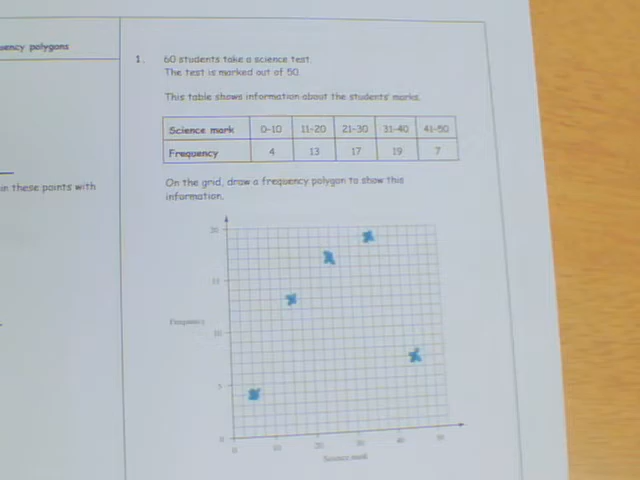 uency polygons
in these points with
1. 60 students take a science test.
The test is marked out of 50.
This table shows information about the students' marks.
Science mark 0-10 11-20 21-30 31-40 41-50
Frequency 4 13 17 19 7
On the grid, draw a frequency polygon to show this
information.
20
15
Frequency
10
5
0
0 10 20 30 40 50
Science mark